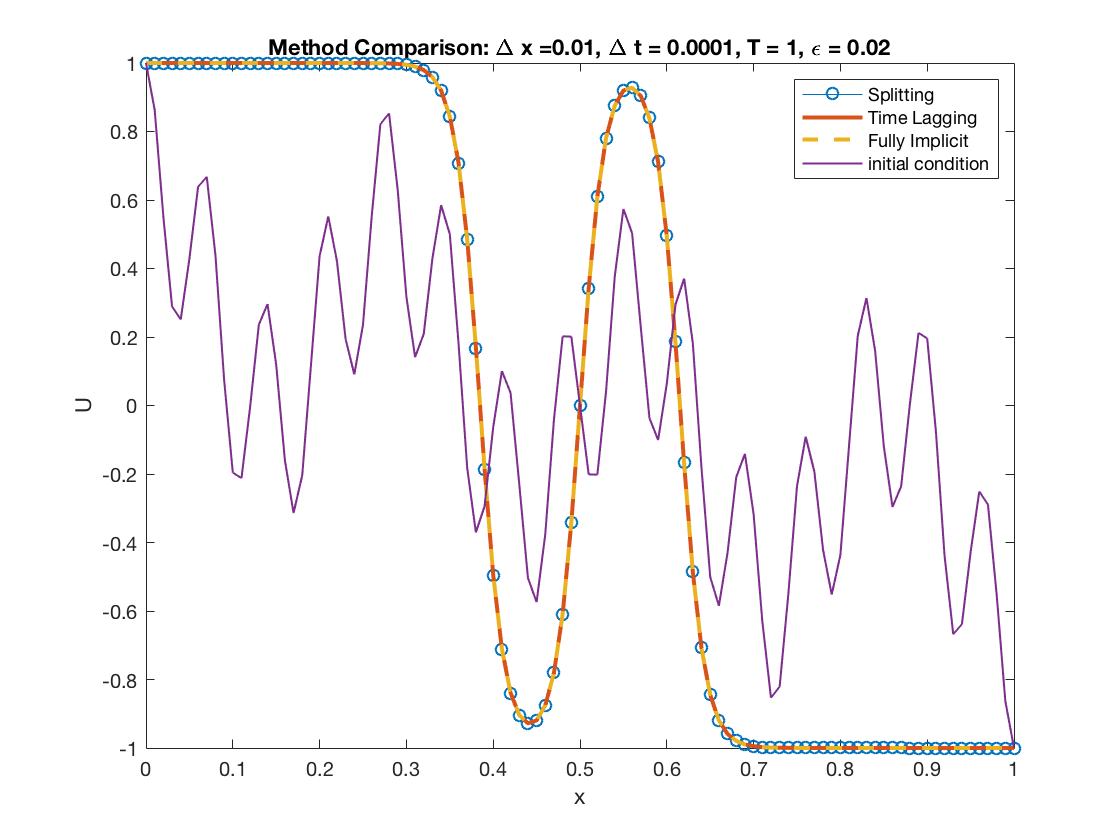 Method Comparison: Δ x =0.01, Δ t = 0.0001, T = 1, ϵ = 0.02
Splitting
Time Lagging
Fully Implicit
initial condition
1
0.8
0.6
0.4
0.2
0
-0.2
-0.4
-0.6
-0.8
-1
U
0 0.1 0.2 0.3 0.4 0.5 0.6 0.7 0.8 0.9 1
x